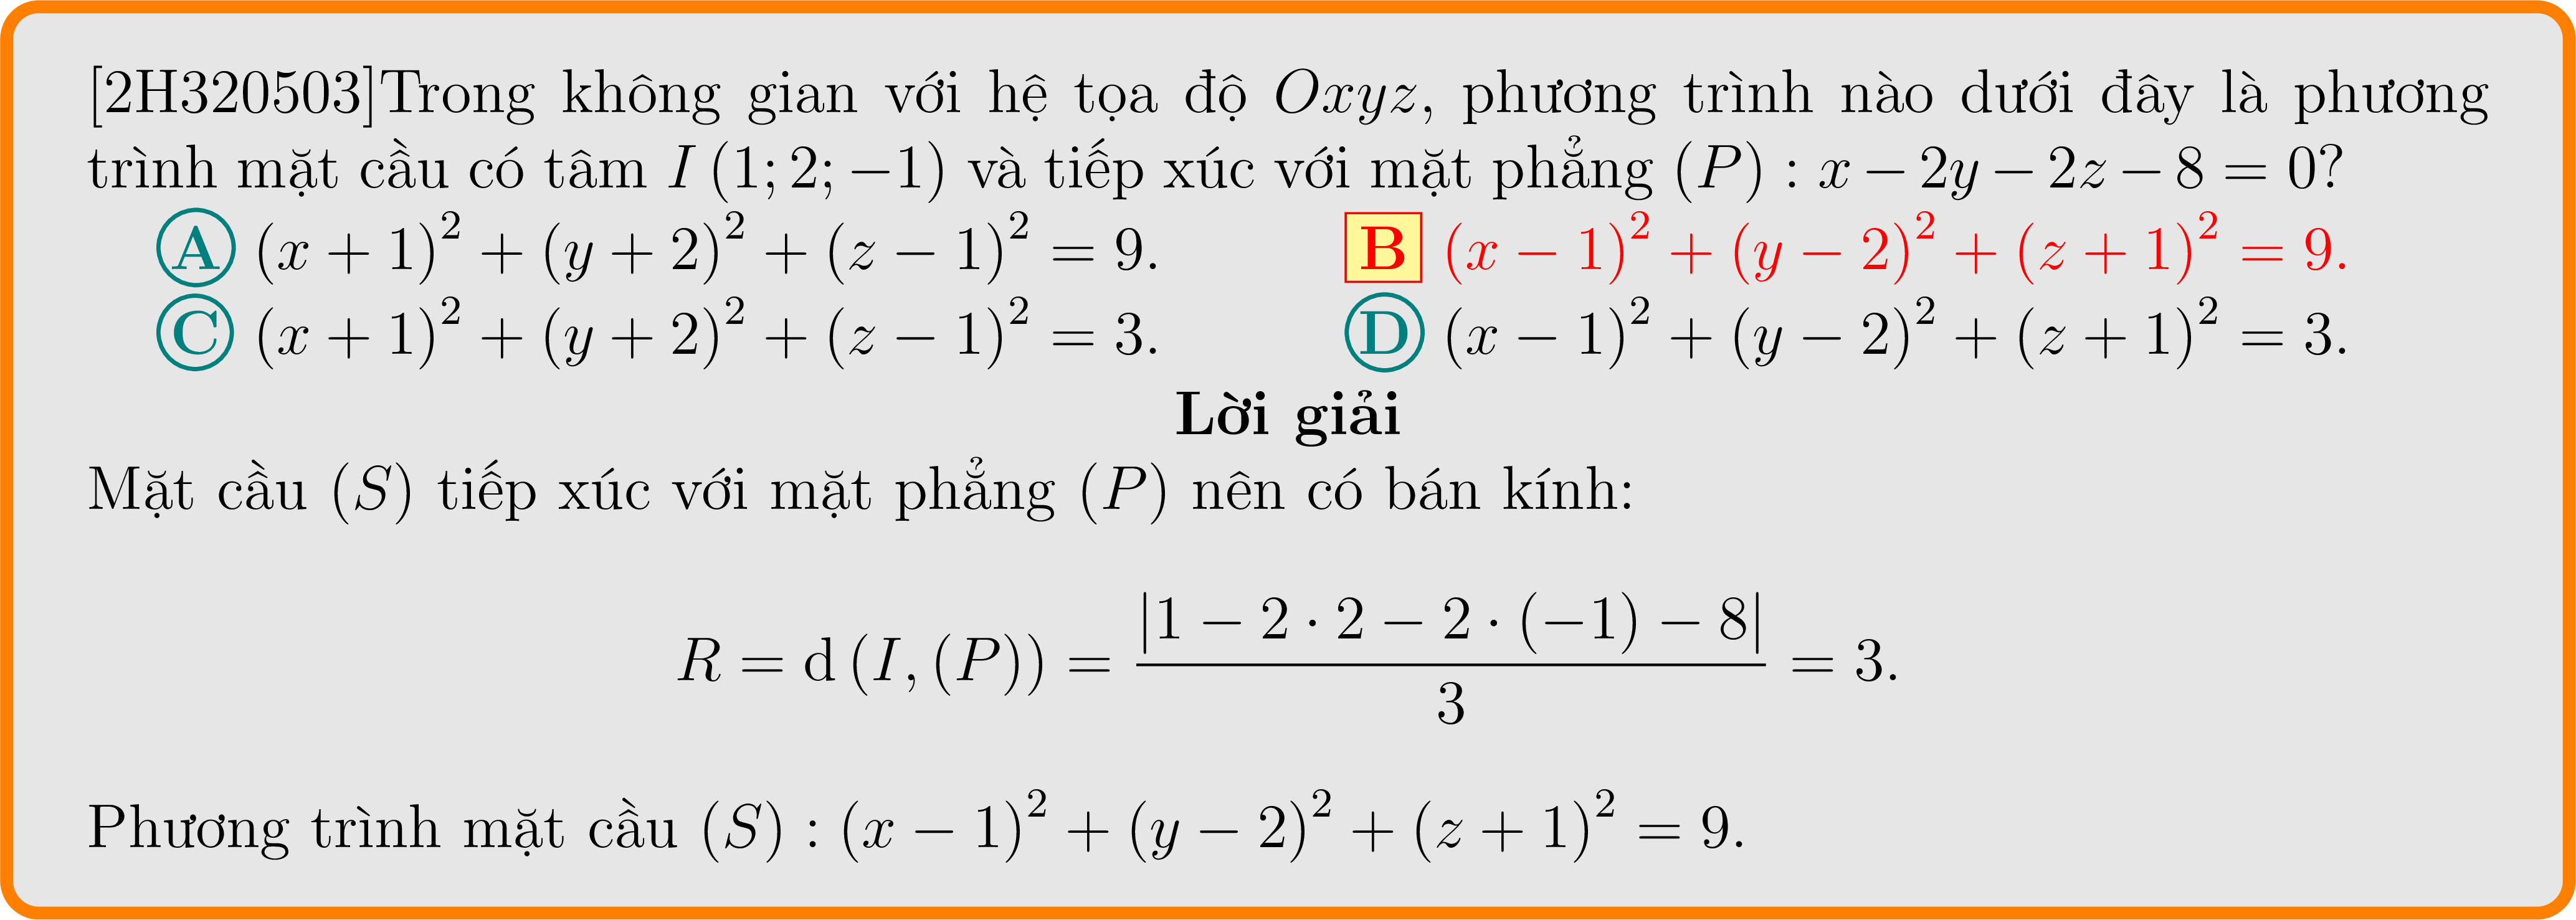 [2H320503]Trong không gian với hệ tọa độ Oxyz, phương trình nào dưới đây là phương
trình mặt cầu có tâm I (1; 2; −1) và tiếp xúc với mặt phẳng (P) : x − 2y − 2z − 8 = 0?
A (x + 1)² + (y + 2)² + (z − 1)² = 9. B (x − 1)² + (y − 2)² + (z + 1)² = 9.
C (x + 1)² + (y + 2)² + (z − 1)² = 3. D (x − 1)² + (y − 2)² + (z + 1)² = 3.
Lời giải
Mặt cầu (S) tiếp xúc với mặt phẳng (P) nên có bán kính:
R = d (I, (P)) = |1 − 2 · 2 − 2 · (−1) − 8| / 3 = 3.
Phương trình mặt cầu (S) : (x − 1)² + (y − 2)² + (z + 1)² = 9.